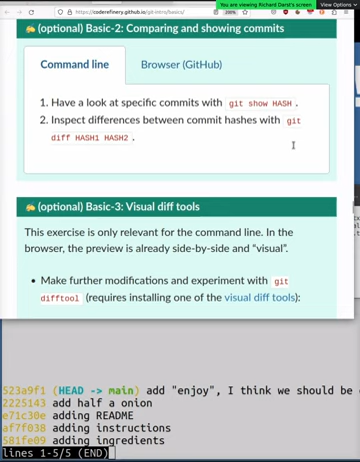 You are viewing Richard Darst's screen
View Options
https://coderefinery.github.io/git-intro/basics/
200%
(optional) Basic-2: Comparing and showing commits
Command line
Browser (GitHub)
1. Have a look at specific commits with git show HASH .
2. Inspect differences between commit hashes with git
diff HASH1 HASH2 .
(optional) Basic-3: Visual diff tools
This exercise is only relevant for the command line. In the
browser, the preview is already side-by-side and “visual”.
• Make further modifications and experiment with git
difftool (requires installing one of the visual diff tools):
523a9f1 (HEAD -> main) add "enjoy", I think we should be
2225143 add half a onion
e71c30e adding README
af7f038 adding instructions
581fe09 adding ingredients
lines 1-5/5 (END)